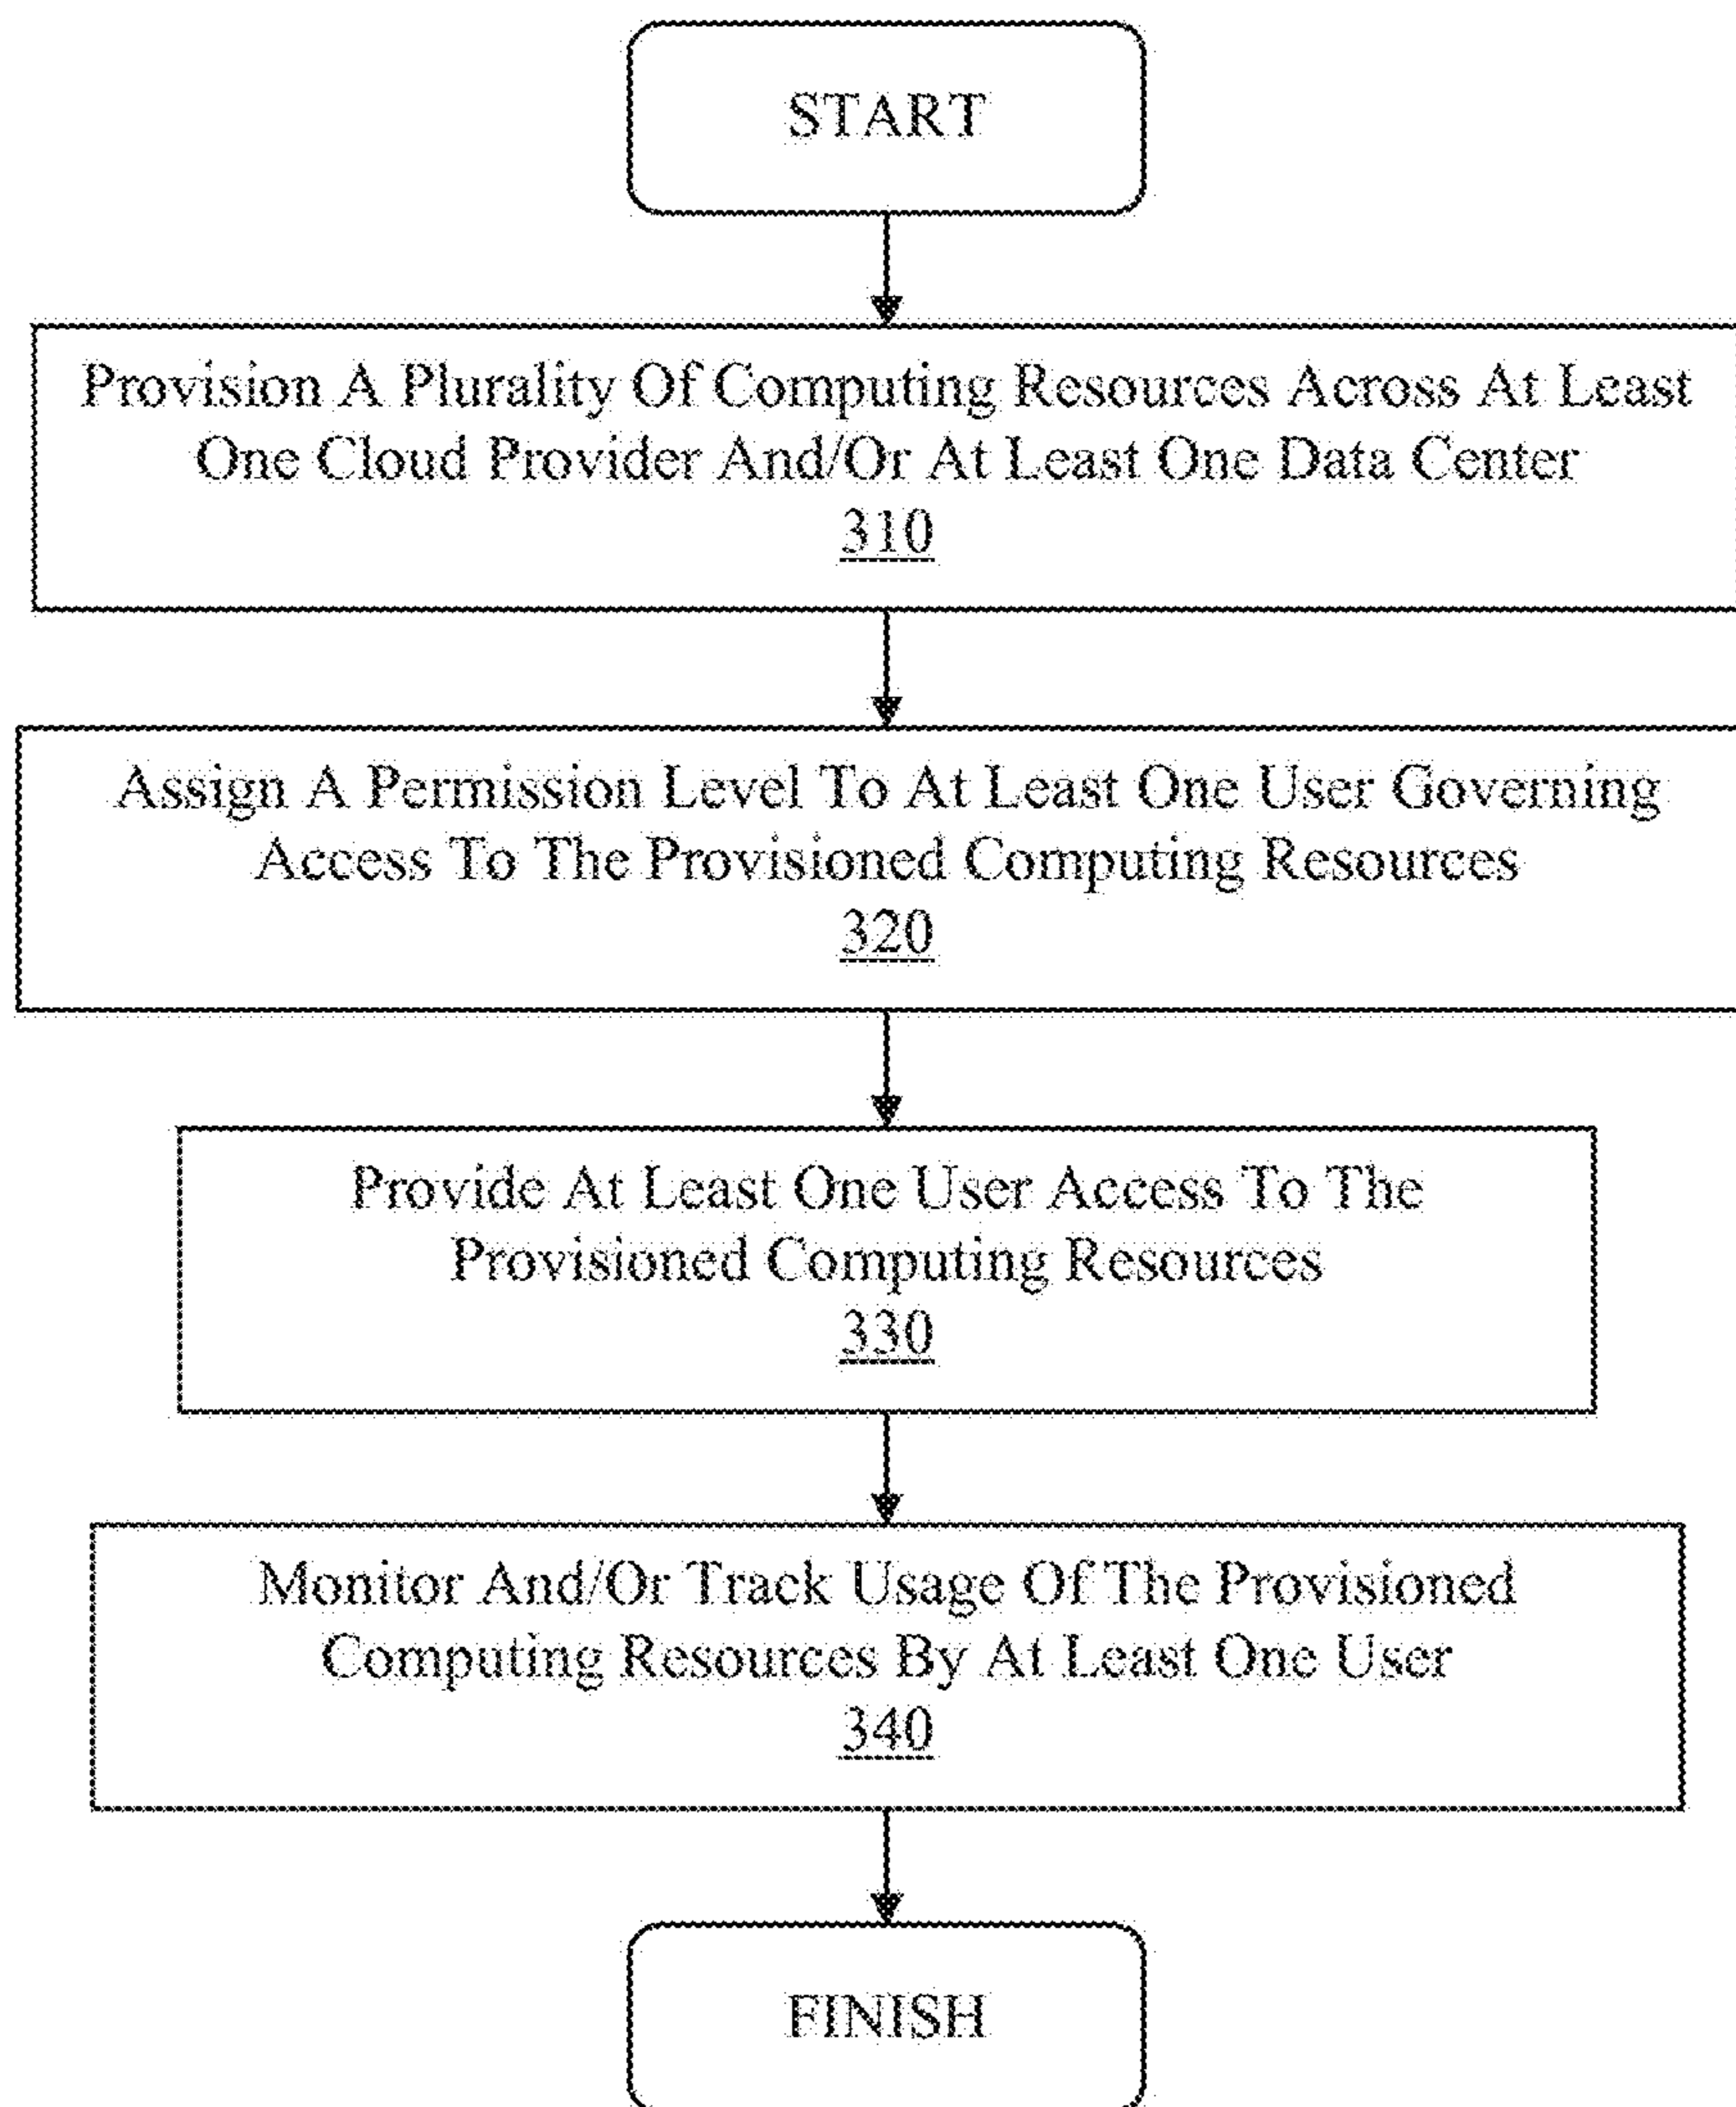 START
Provision A Plurality Of Computing Resources Across At Least
One Cloud Provider And/Or At Least One Data Center
310
Assign A Permission Level To At Least One User Governing
Access To The Provisioned Computing Resources
320
Provide At Least One User Access To The
Provisioned Computing Resources
330
Monitor And/Or Track Usage Of The Provisioned
Computing Resources By At Least One User
340
FINISH